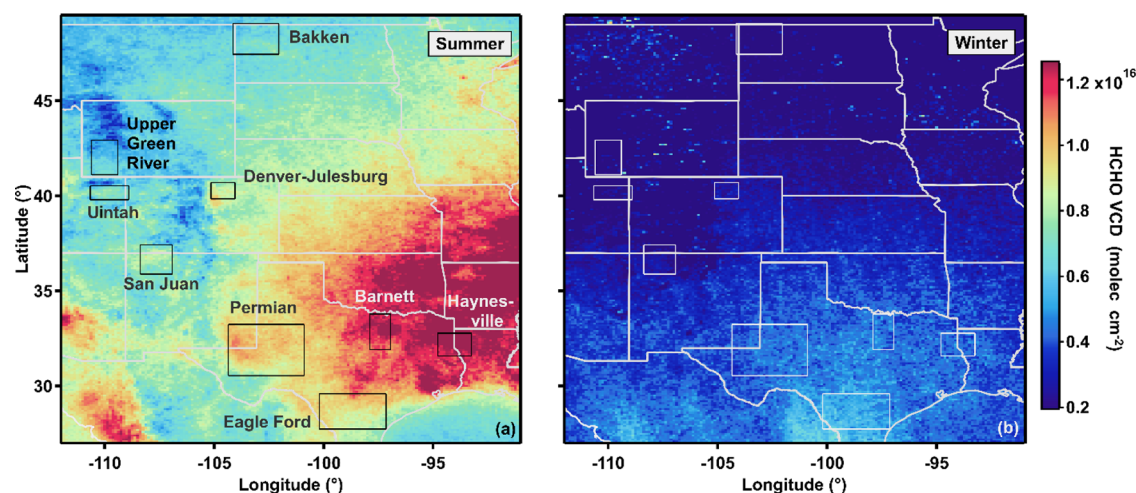 Bakken
Summer
Upper
Green
River
Denver-Julesburg
Uintah
San Juan
Permian
Barnett
Haynes-
ville
Eagle Ford
(a)
45
40
35
30
Latitude (°)
-110
-105
-100
-95
Longitude (°)
Winter
(b)
-110
-105
-100
-95
Longitude (°)
1.2 x10¹⁶
1.0
0.8
0.6
0.4
0.2
HCHO VCD (molec cm⁻²)